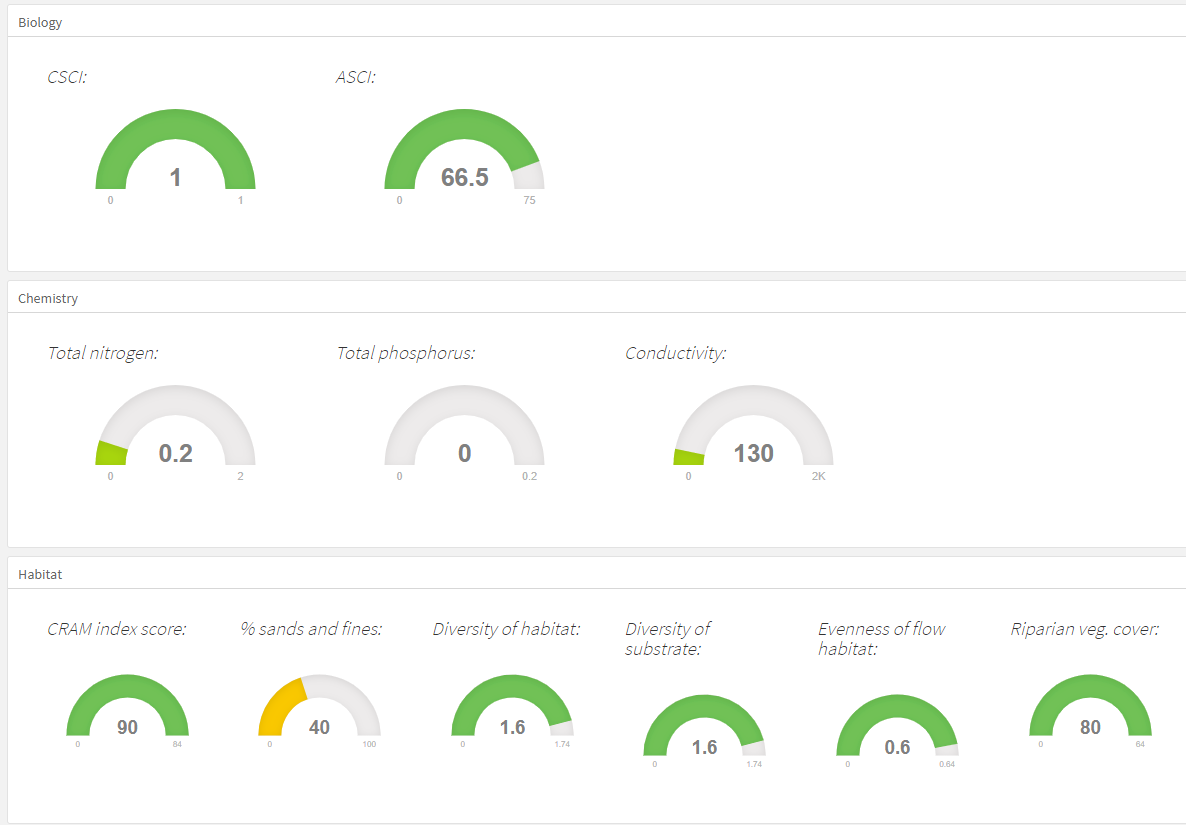 Biology
CSCI:
ASCI:
1
66.5
0
1
0
75
Chemistry
Total nitrogen:
Total phosphorus:
Conductivity:
0.2
0
130
0
2
0
0.2
0
2K
Habitat
CRAM index score:
% sands and fines:
Diversity of habitat:
Diversity of
substrate:
Evenness of flow
habitat:
Riparian veg. cover:
90
40
1.6
1.6
0.6
80
0
84
0
100
0
1.74
0
1.74
0
0.64
0
64